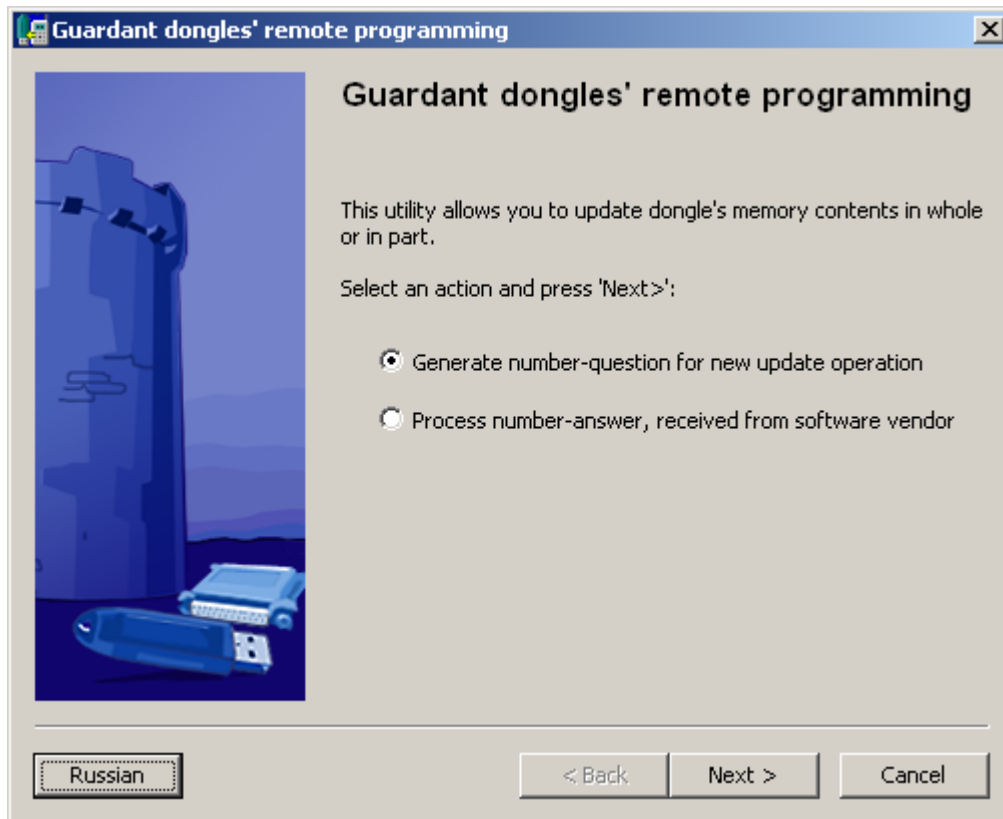 Guardant dongles' remote programming
Guardant dongles' remote programming
This utility allows you to update dongle's memory contents in whole
or in part.
Select an action and press 'Next>':
Generate number-question for new update operation
Process number-answer, received from software vendor
Russian
< Back
Next >
Cancel